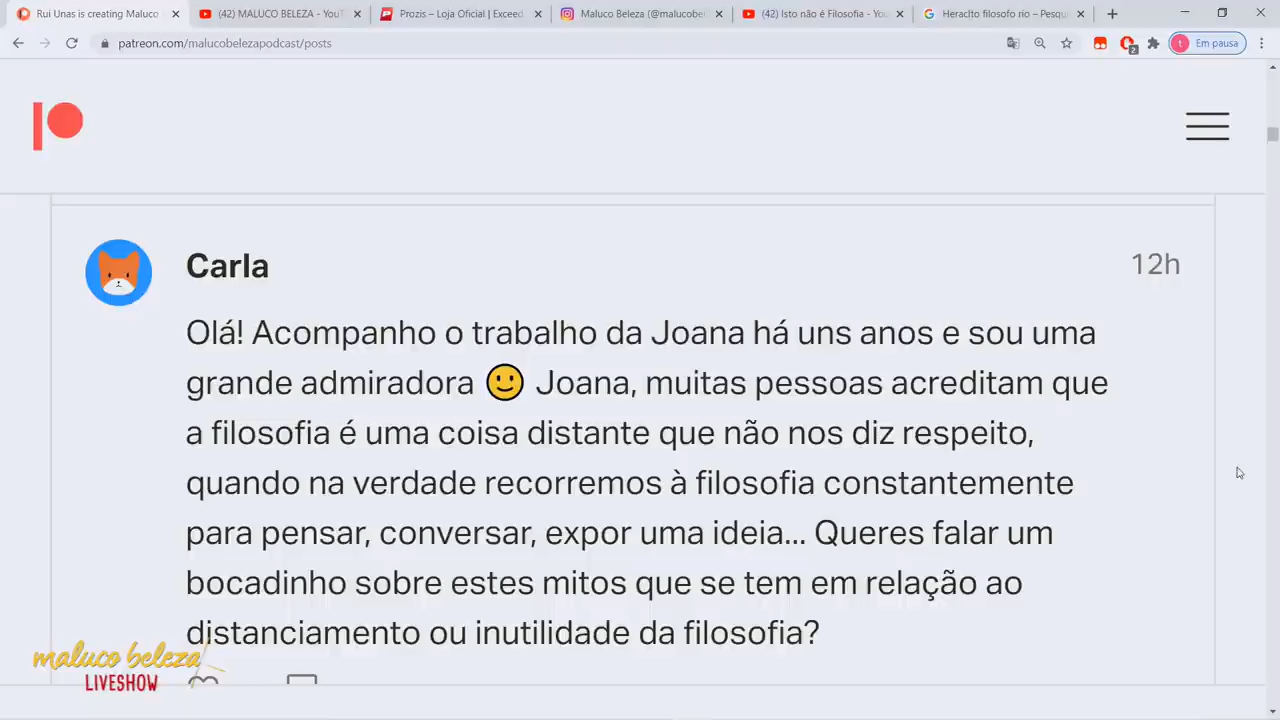 Rui Unas is creating Maluco
(42) MALUCO BELEZA - YouT
Prozis – Loja Oficial | Exceed
Maluco Beleza (@malucobel
(42) Isto não é Filosofia - You
Heraclto filosofo rio – Pesqu
patreon.com/malucobelezapodcast/posts
2
t
Em pausa
Carla
12h
Olá! Acompanho o trabalho da Joana há uns anos e sou uma
grande admiradora 🙂 Joana, muitas pessoas acreditam que
a filosofia é uma coisa distante que não nos diz respeito,
quando na verdade recorremos à filosofia constantemente
para pensar, conversar, expor uma ideia... Queres falar um
bocadinho sobre estes mitos que se tem em relação ao
distanciamento ou inutilidade da filosofia?
maluco beleza
LIVESHOW